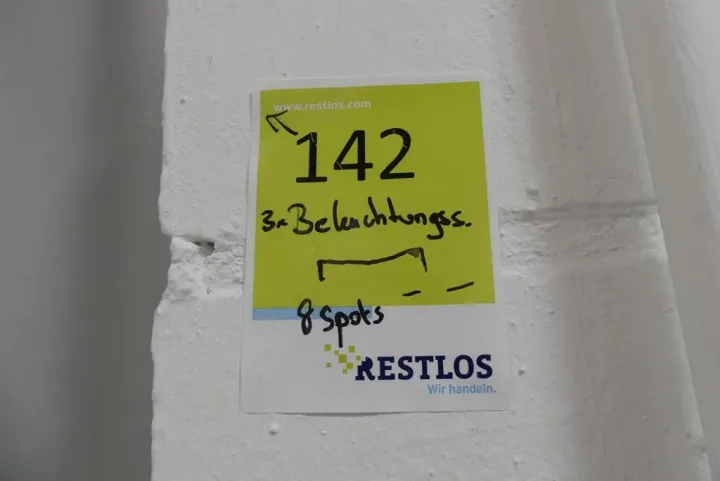 www.restlos.com
142
3x Beleuchtungss.
8 Spots
RESTLOS
Wir handeln.